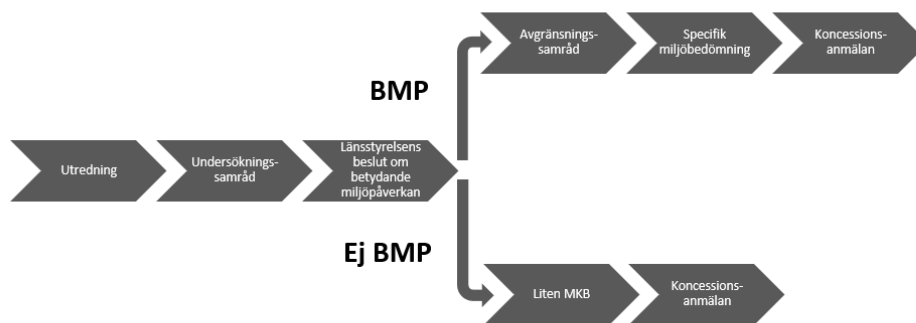 Utredning
Undersöknings-
samråd
Länsstyrelsens
beslut om
betydande
miljöpåverkan
BMP
Avgränsnings-
samråd
Specifik
miljöbedömning
Koncessions-
anmälan
Ej BMP
Liten MKB
Koncessions-
anmälan